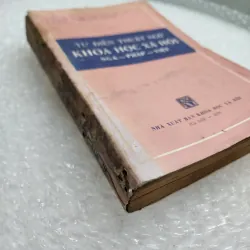 TỪ ĐIỂN THUẬT NGỮ
KHOA HỌC XÃ HỘI
NGA — PHÁP — VIỆT
NHÀ XUẤT BẢN KHOA HỌC XÃ HỘI